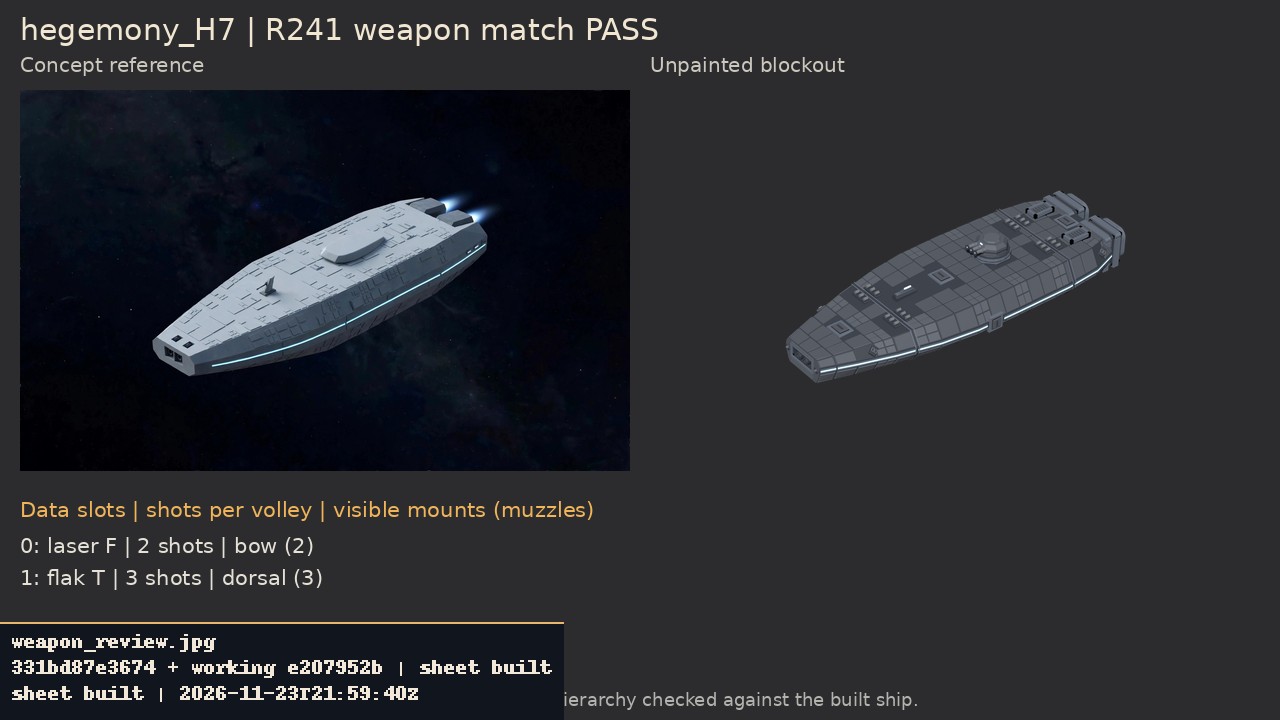 hegemony_H7 | R241 weapon match PASS
Concept reference
Unpainted blockout
Data slots | shots per volley | visible mounts (muzzles)
0: laser F | 2 shots | bow (2)
1: flak T | 3 shots | dorsal (3)
weapon_review.jpg
331bd87e3674 + working e207952b | sheet built
sheet built | 2026-11-23T21:59:40Z
checked against the built ship.